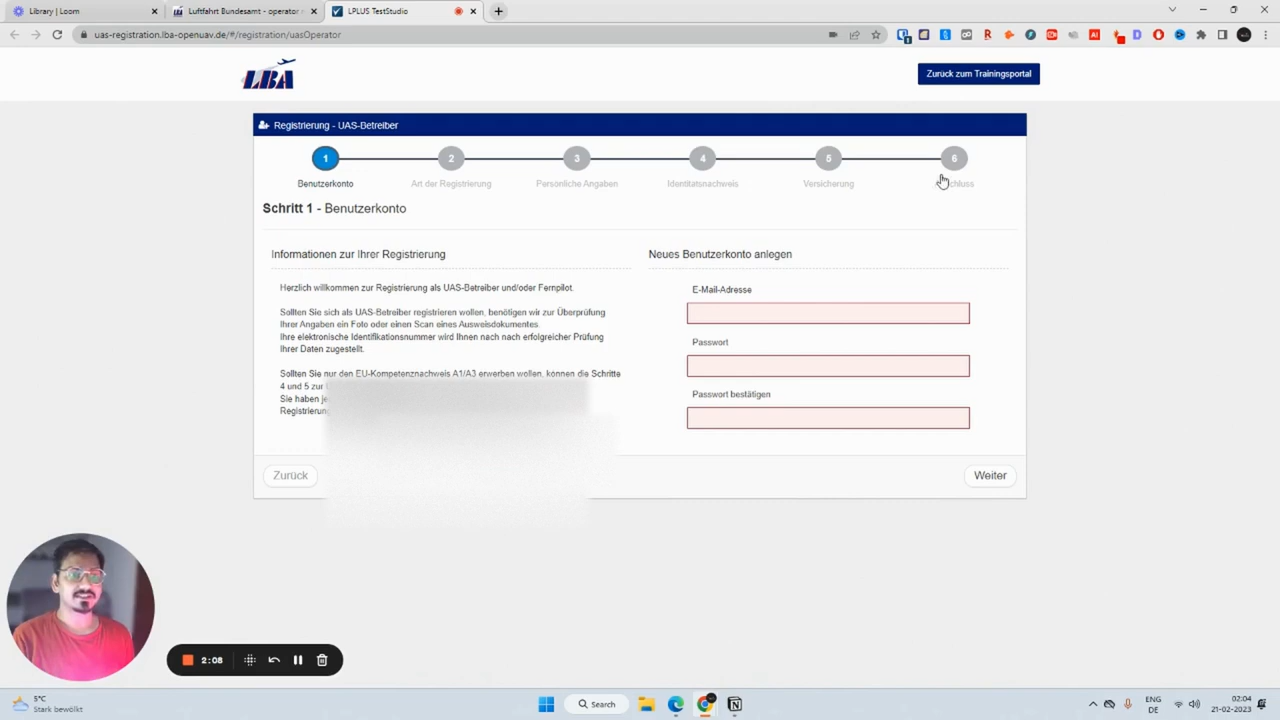 Library | Loom
Luftfahrt Bundesamt - operator
LPLUS TestStudio
uas-registration.lba-openuav.de/#/registration/uasOperator
LBA
Zurück zum Trainingsportal
Registrierung - UAS-Betreiber
1
2
3
4
5
6
Benutzerkonto
Art der Registrierung
Persönliche Angaben
Identitätsnachweis
Versicherung
Schritt 1 - Benutzerkonto
Informationen zur Ihrer Registrierung
Herzlich willkommen zur Registrierung als UAS-Betreiber und/oder Fernpilot.
Sollten Sie sich als UAS-Betreiber registrieren wollen, benötigen wir zur Überprüfung
Ihrer Angaben ein Foto oder einen Scan eines Ausweisdokumentes.
Ihre elektronische Identifikationsnummer wird Ihnen nach nach erfolgreicher Prüfung
Ihrer Daten zugestellt.
Sollten Sie nur den EU-Kompetenznachweis A1/A3 erwerben wollen, können die Schritte
4 und 5 zur
Sie haben
Registrierung
Neues Benutzerkonto anlegen
E-Mail-Adresse
Passwort
Passwort bestätigen
Zurück
Weiter
2:08
5°C
Stark bewölkt
Search
ENG
DE
02:04
21-02-2023